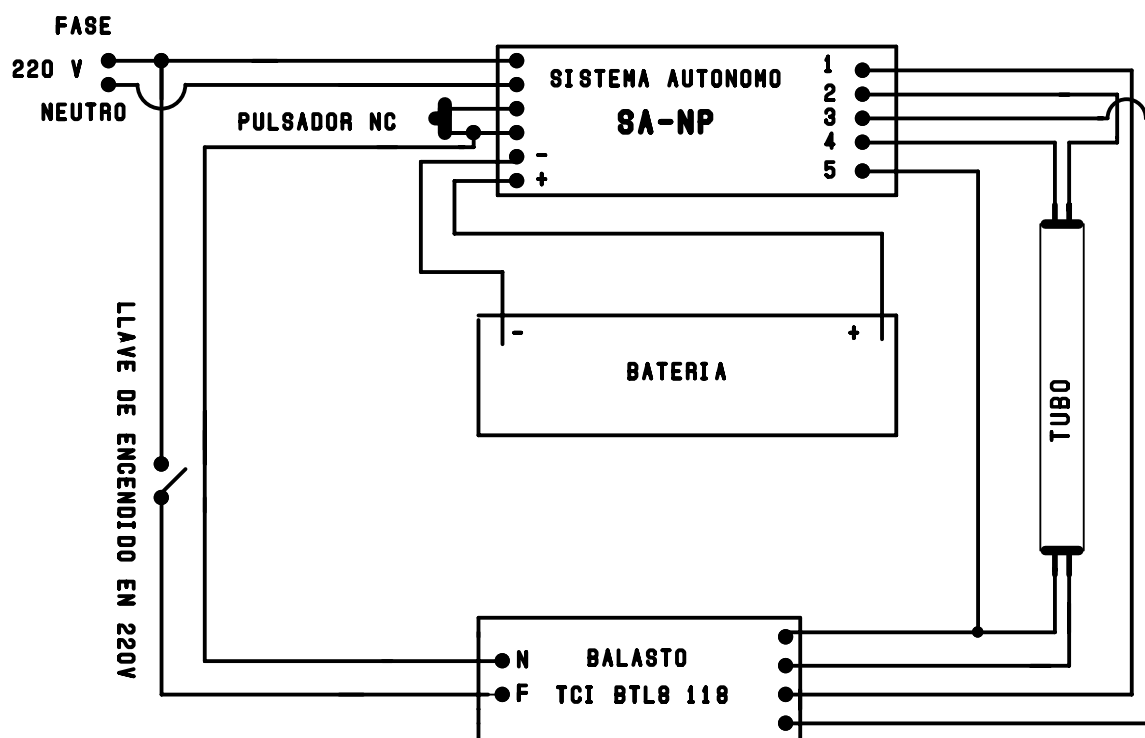 FASE
220 V
NEUTRO
PULSADOR NC
SISTEMA AUTONOMO
SA-NP
-
+
1
2
3
4
5
-
+
BATERIA
TUBO
LLAVE DE ENCENDIDO EN 220V
N
F
BALASTO
TCI BTL8 118